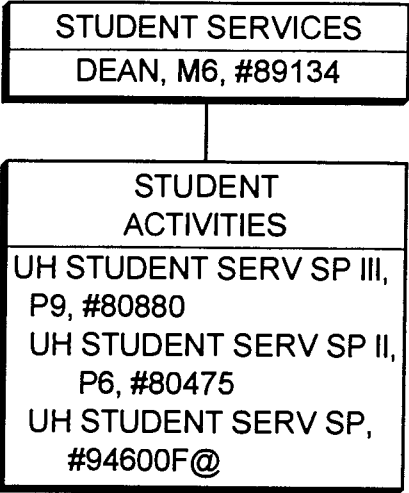 STUDENT SERVICES
DEAN, M6, #89134
STUDENT
ACTIVITIES
UH STUDENT SERV SP III,
P9, #80880
UH STUDENT SERV SP II,
P6, #80475
UH STUDENT SERV SP,
#94600F@